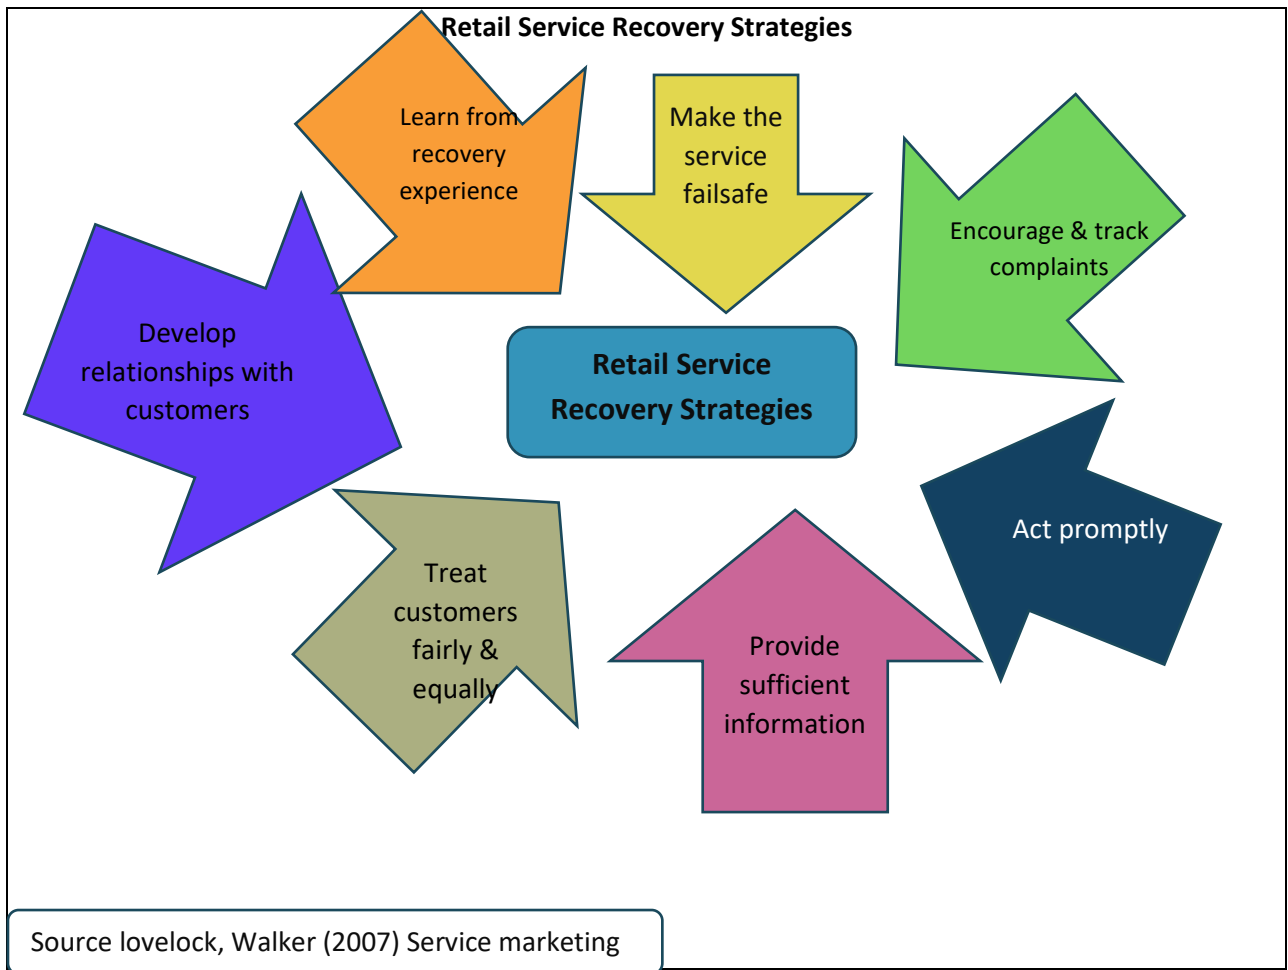 Retail Service Recovery Strategies
Learn from
recovery
experience
Make the
service
failsafe
Encourage & track
complaints
Develop
relationships with
customers
Retail Service
Recovery Strategies
Act promptly
Treat
customers
fairly &
equally
Provide
sufficient
information
Source lovelock, Walker (2007) Service marketing